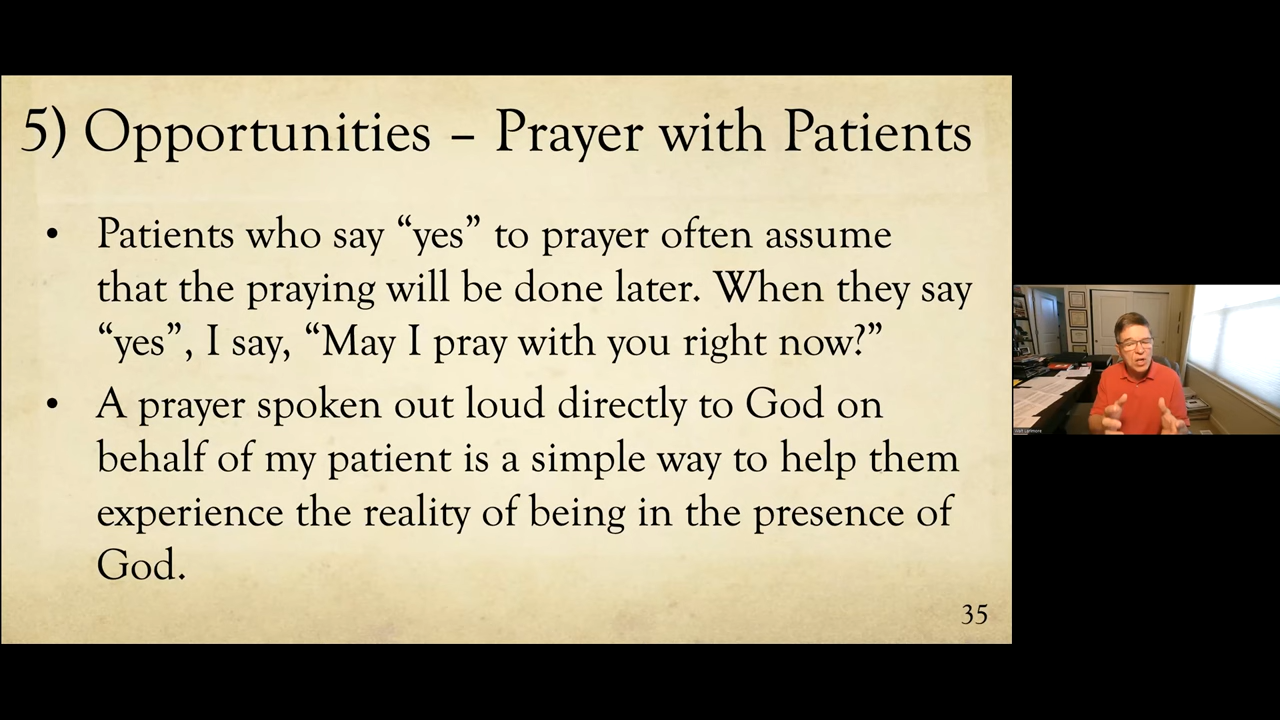 5) Opportunities – Prayer with Patients
• Patients who say “yes” to prayer often assume
that the praying will be done later. When they say
“yes”, I say, “May I pray with you right now?”
• A prayer spoken out loud directly to God on
behalf of my patient is a simple way to help them
experience the reality of being in the presence of
God.
35